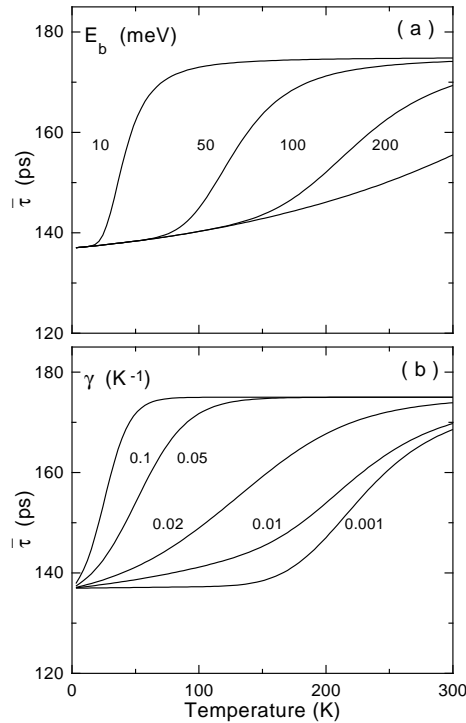 E_b (meV) (a)
180
160
140
120
τ̄ (ps)
10 50 100 200
γ (K⁻¹) (b)
180
160
140
120
τ̄ (ps)
0.1 0.05
0.02 0.01 0.001
0 100 200 300
Temperature (K)